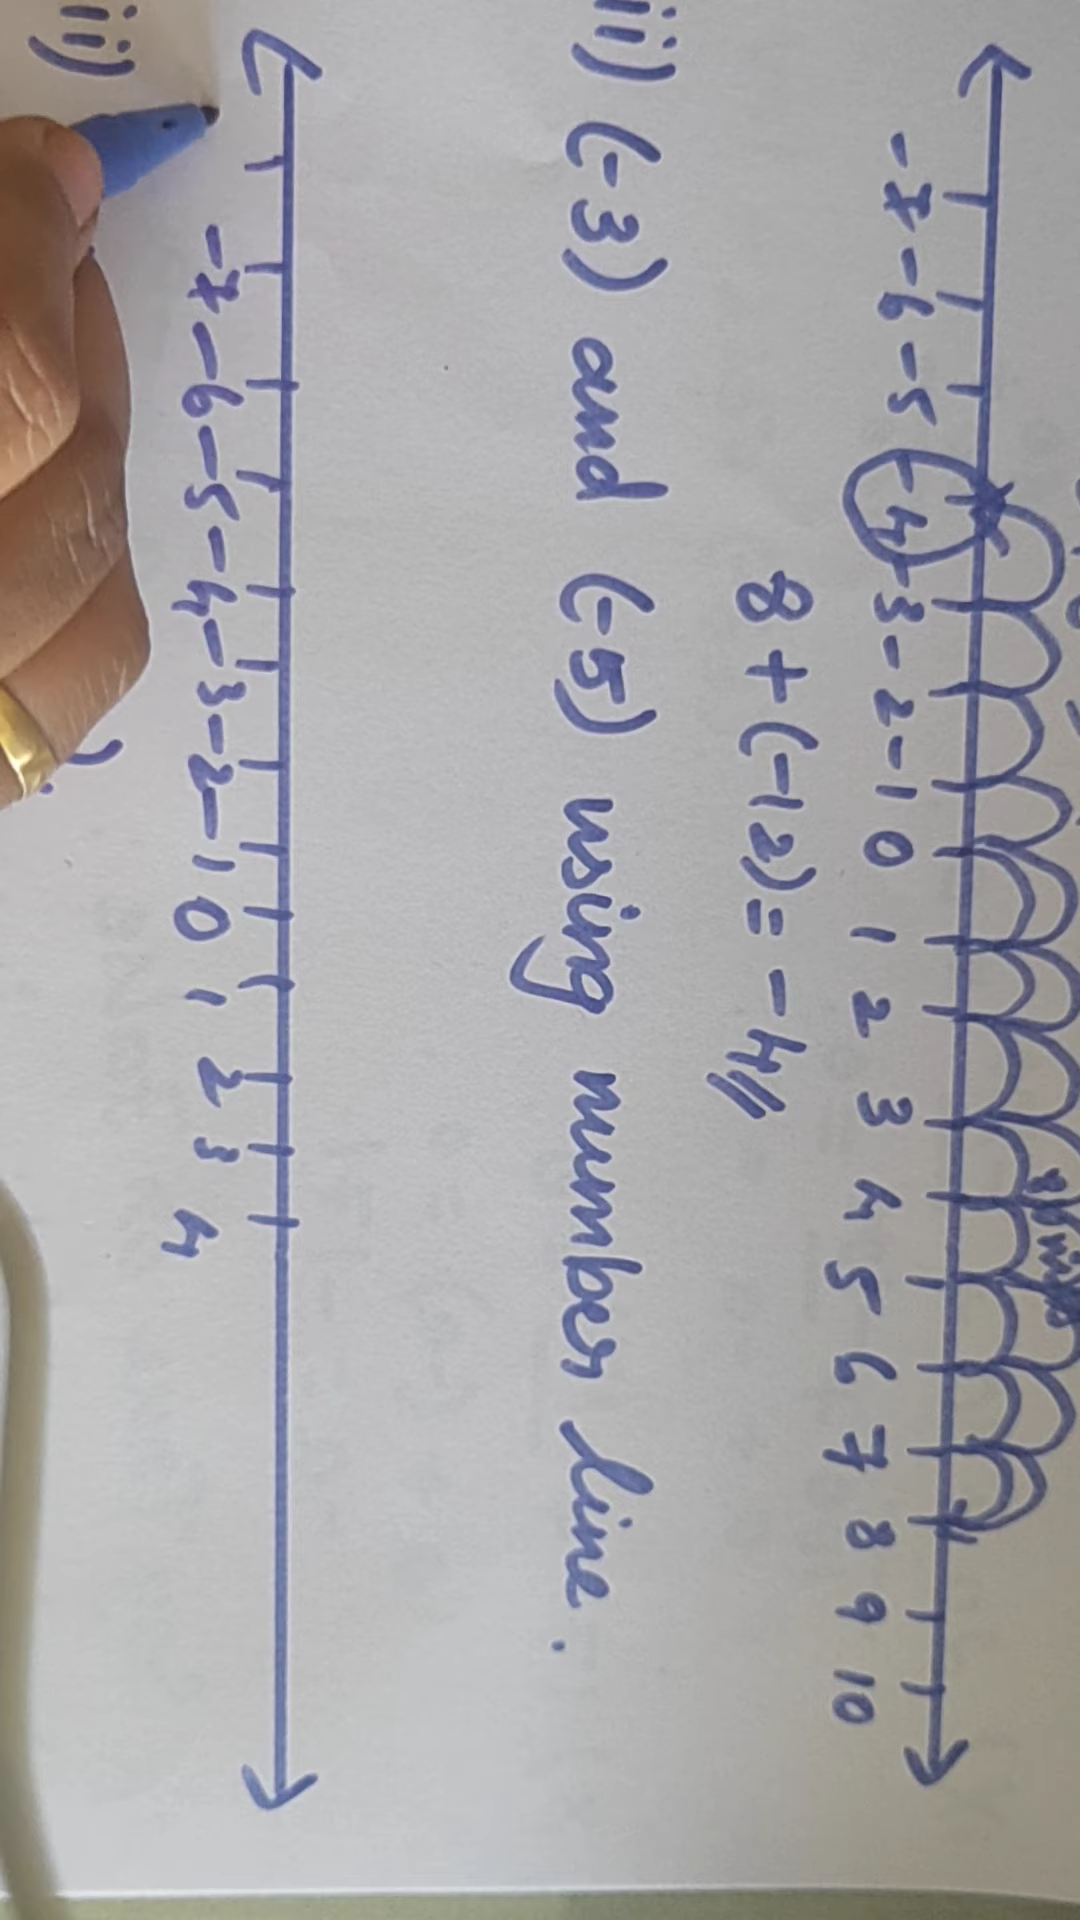 -7 -6 -5 -4 -3 -2 -1 0 1 2 3 4 5 6 7 8 9 10
8 + (-12) = -4//
ii) (-3) and (-5) using number line.
-7 -6 -5 -4 -3 -2 -1 0 1 2 3 4
ii)